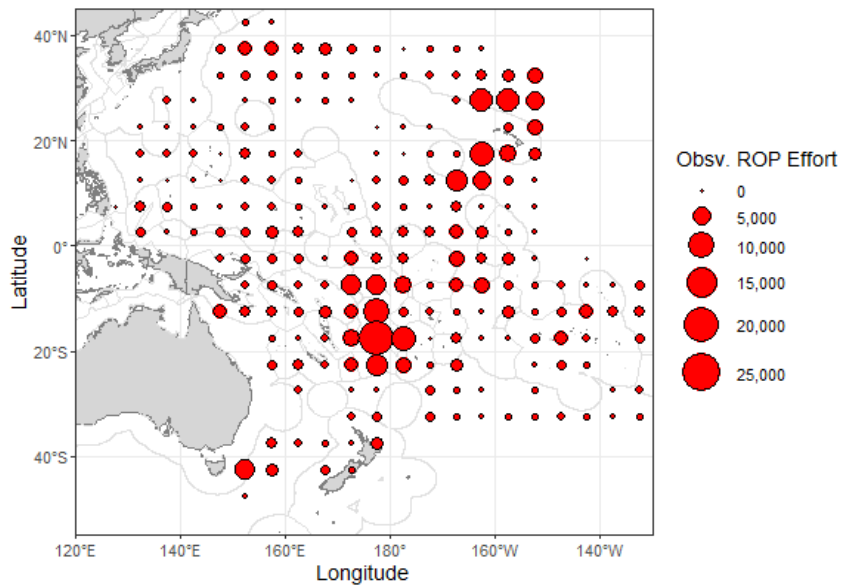 40°N
20°N
0°
20°S
40°S
Latitude
120°E
140°E
160°E
180°
160°W
140°W
Longitude
Obsv. ROP Effort
0
5,000
10,000
15,000
20,000
25,000